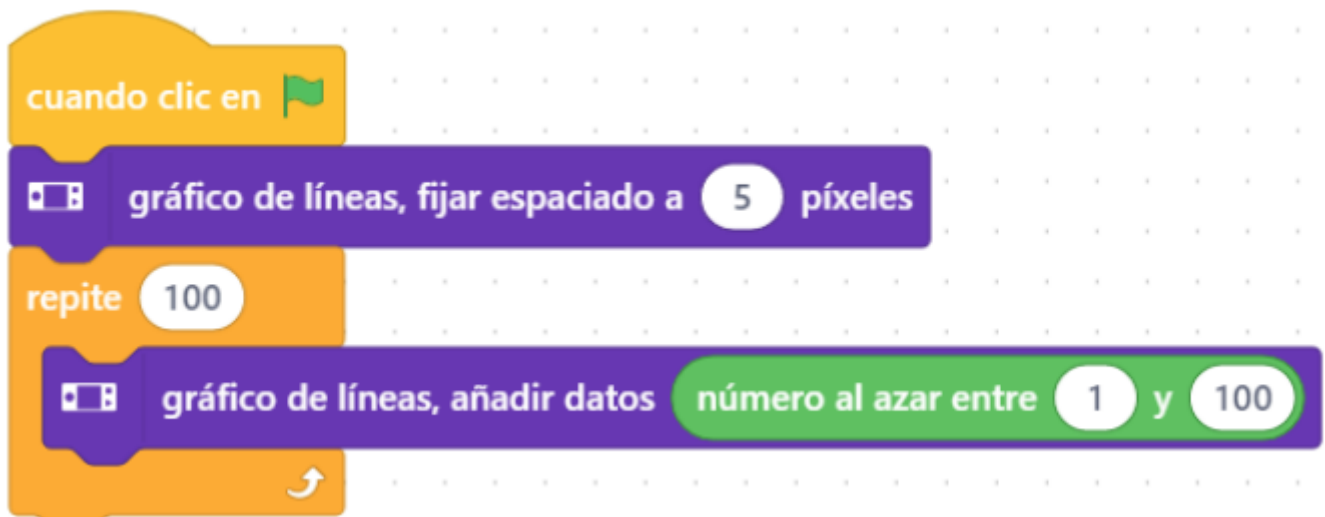 cuando clic en
gráfico de líneas, fijar espaciado a 5 píxeles
repite 100
gráfico de líneas, añadir datos número al azar entre 1 y 100